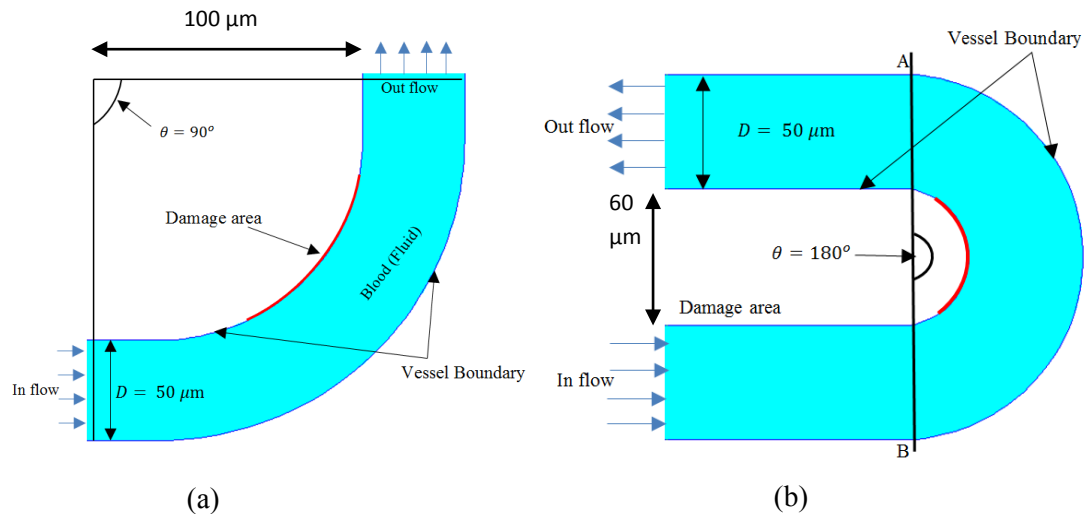 100 µm
Out flow
θ = 90°
Damage area
Blood (Fluid)
In flow
D = 50 µm
Vessel Boundary
(a)
Vessel Boundary
A
Out flow
D = 50 µm
60
µm
θ = 180°
Damage area
In flow
B
(b)